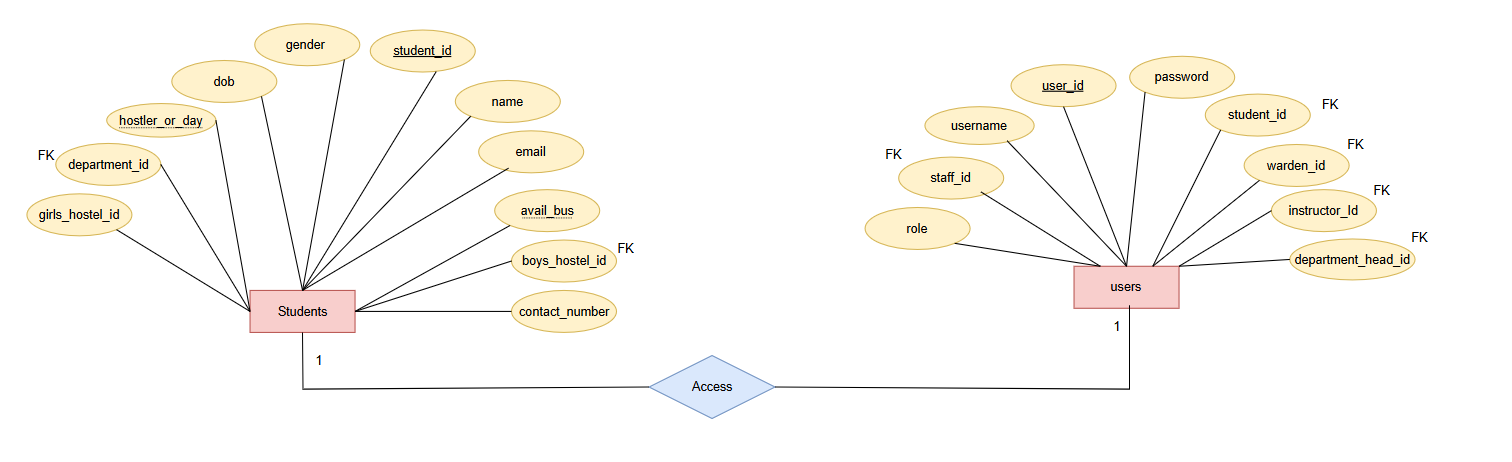 gender
student_id
dob
name
hostler_or_day
email
FK
department_id
girls_hostel_id
avail_bus
FK
boys_hostel_id
contact_number
Students
1
user_id
password
username
student_id
FK
FK
staff_id
warden_id
FK
role
instructor_Id
FK
department_head_id
FK
users
1
Access